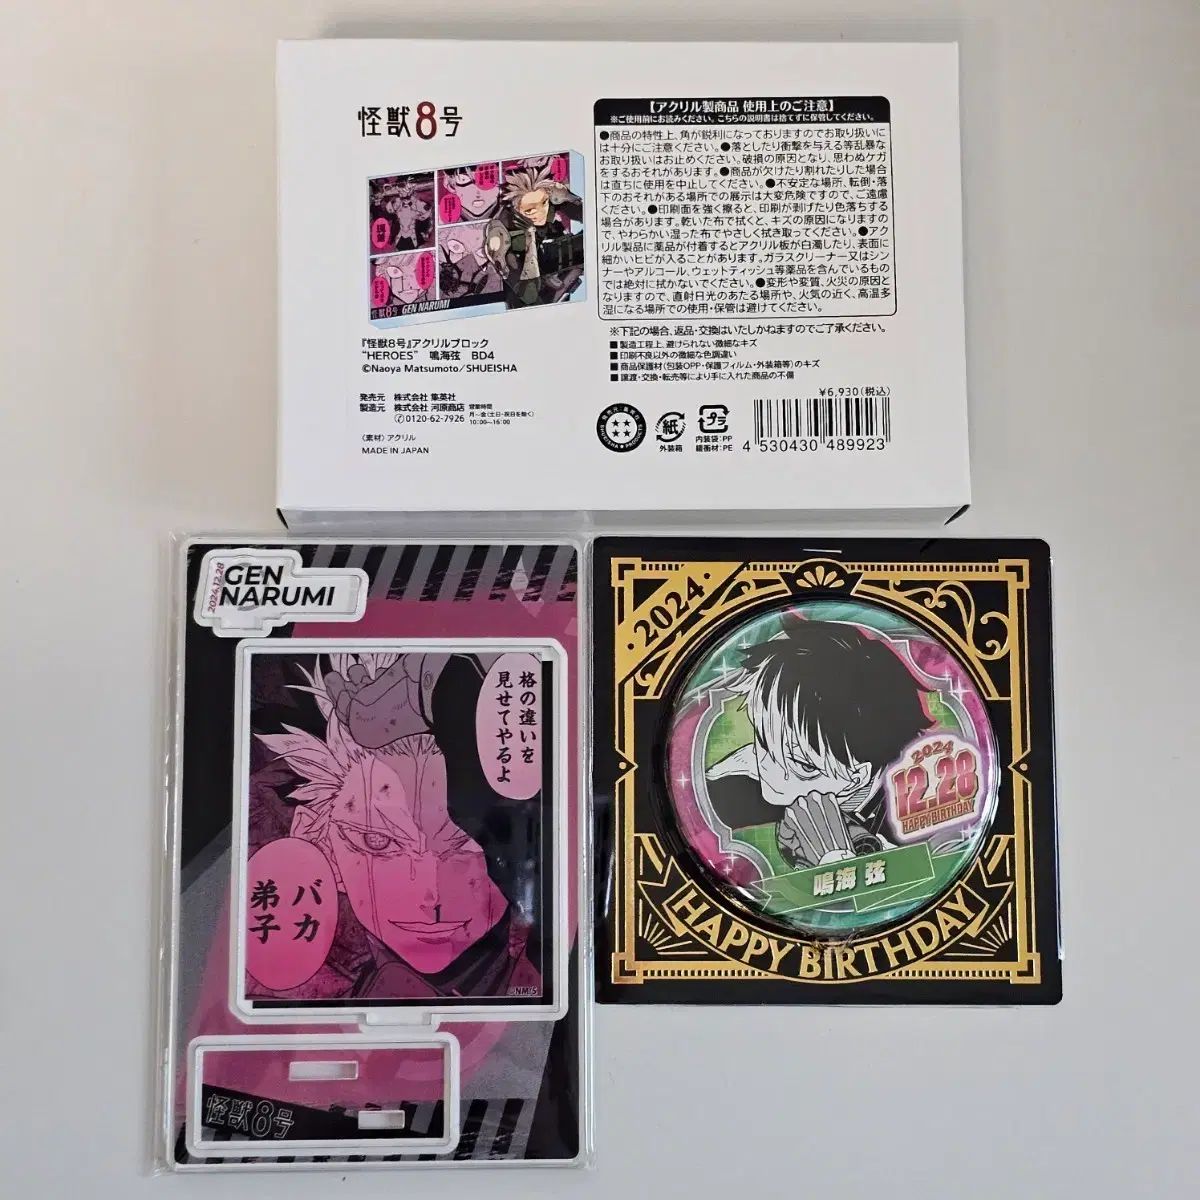 怪獣8号
瑛美
怪獣8号 GEN NARUMI
『怪獣8号』アクリルブロック
“HEROES” 鳴海弦 BD4
©Naoya Matsumoto/SHUEISHA
発売元 株式会社 集英社
製造元 株式会社 河原商店
0120-62-7926
営業時間
月~金(土日・祝日を除く)
10:00~16:00
〈素材〉アクリル
MADE IN JAPAN
【アクリル製商品 使用上のご注意】
※ご使用前にお読みください。こちらの説明書は捨てずに保管してください。
●商品の特性上、角が鋭利になっておりますのでお取り扱いに
は十分にご注意ください。●落としたり衝撃を与える等乱暴な
お取り扱いはお止めください。破損の原因となり、思わぬケガ
をするおそれがあります。●商品が欠けたり割れたりした場合
は直ちに使用を中止してください。●不安定な場所、転倒・落
下のおそれがある場所での展示は大変危険ですので、ご遠慮
ください。●印刷面を強く擦ると、印刷が剥げたり色落ちする
場合があります。乾いた布で拭くと、キズの原因になりますの
で、やわらかい湿った布でやさしく拭き取ってください。●アク
リル製品に薬品が付着するとアクリル板が白濁したり、表面に
細かいヒビが入ることがあります。ガラスクリーナー又はシン
ナーやアルコール、ウェットティッシュ等薬品を含んでいるもの
では絶対に拭かないでください。●変形や変質、火災の原因と
なりますので、直射日光のあたる場所や、火気の近く、高温多
湿になる場所での使用・保管は避けてください。
※下記の場合、返品・交換はいたしかねますのでご了承ください。
■製造工程上、避けられない微細なキズ
■印刷不良以外の微細な色調違い
■商品保護材(包装OPP・保護フィルム・外装箱等)のキズ
■譲渡・交換・転売等により手に入れた商品の不備
¥6,930(税込)
紙
外装箱
プラ
内装袋:PP
緩衝材:PE
4 530430 489923
2024.12.28
GEN
NARUMI
格の違いを
見せてやるよ
バカ
弟子
©NM/S
怪獣8号
・2024・
2024
12.28
HAPPY BIRTHDAY
鳴海 弦
HAPPY BIRTHDAY